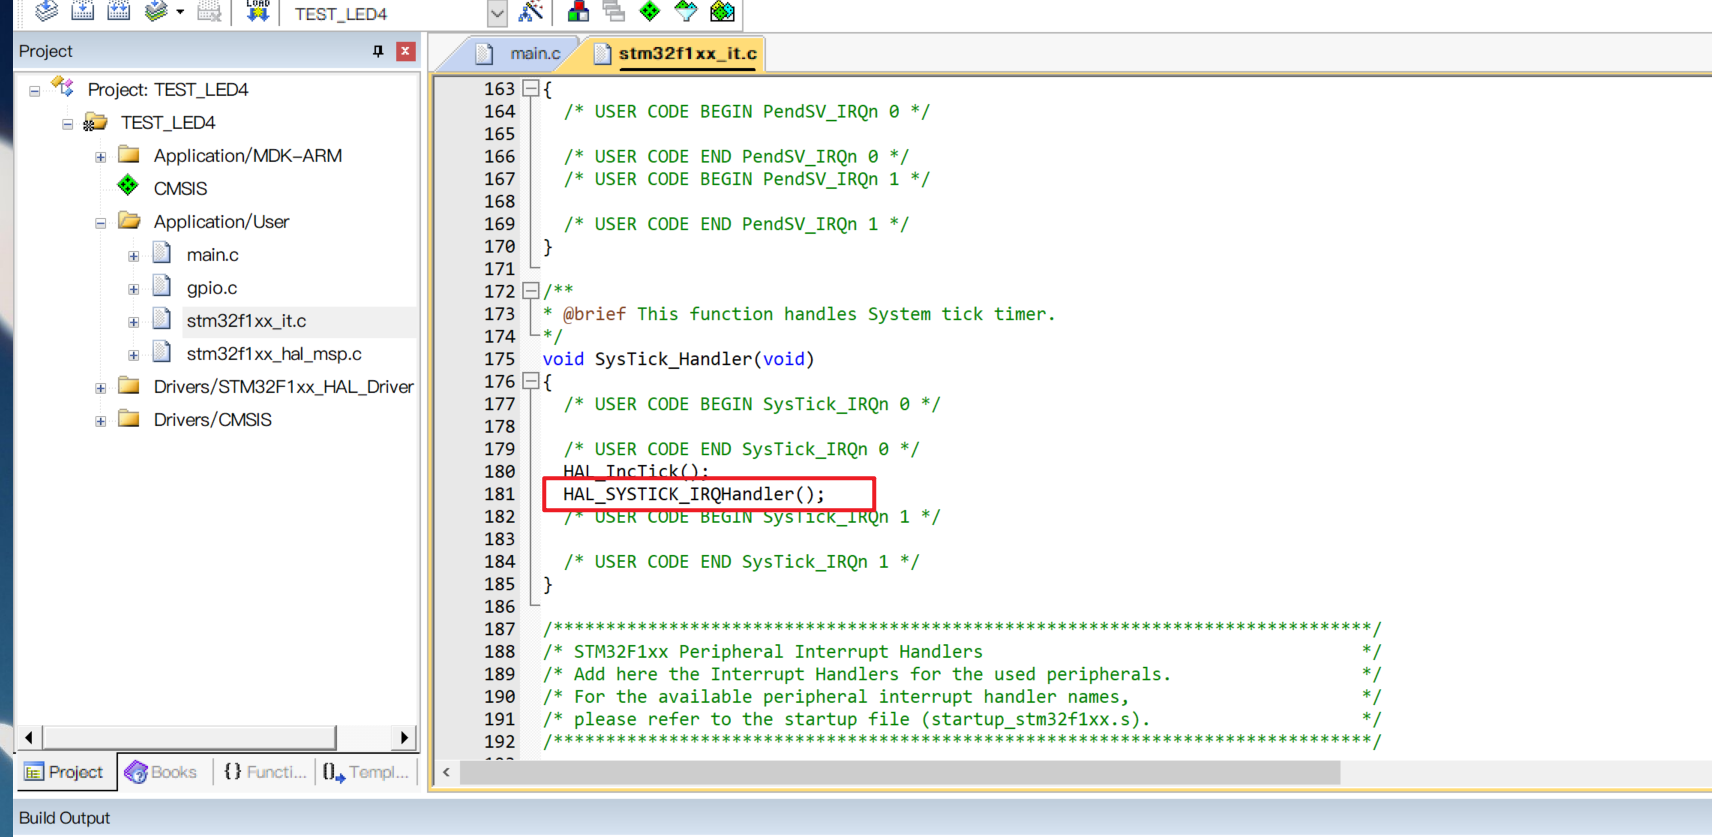 LOAD
TEST_LED4
Project
Project: TEST_LED4
TEST_LED4
Application/MDK-ARM
CMSIS
Application/User
main.c
gpio.c
stm32f1xx_it.c
stm32f1xx_hal_msp.c
Drivers/STM32F1xx_HAL_Driver
Drivers/CMSIS
Project
Books
{} Functi...
Templ...
main.c
stm32f1xx_it.c
163 {
164 /* USER CODE BEGIN PendSV_IRQn 0 */
165
166 /* USER CODE END PendSV_IRQn 0 */
167 /* USER CODE BEGIN PendSV_IRQn 1 */
168
169 /* USER CODE END PendSV_IRQn 1 */
170 }
171
172 /**
173 * @brief This function handles System tick timer.
174 */
175 void SysTick_Handler(void)
176 {
177 /* USER CODE BEGIN SysTick_IRQn 0 */
178
179 /* USER CODE END SysTick_IRQn 0 */
180 HAL_IncTick();
181 HAL_SYSTICK_IRQHandler();
182 /* USER CODE BEGIN SysTick_IRQn 1 */
183
184 /* USER CODE END SysTick_IRQn 1 */
185 }
186
187 /******************************************************************************/
188 /* STM32F1xx Peripheral Interrupt Handlers */
189 /* Add here the Interrupt Handlers for the used peripherals. */
190 /* For the available peripheral interrupt handler names, */
191 /* please refer to the startup file (startup_stm32f1xx.s). */
192 /******************************************************************************/
Build Output